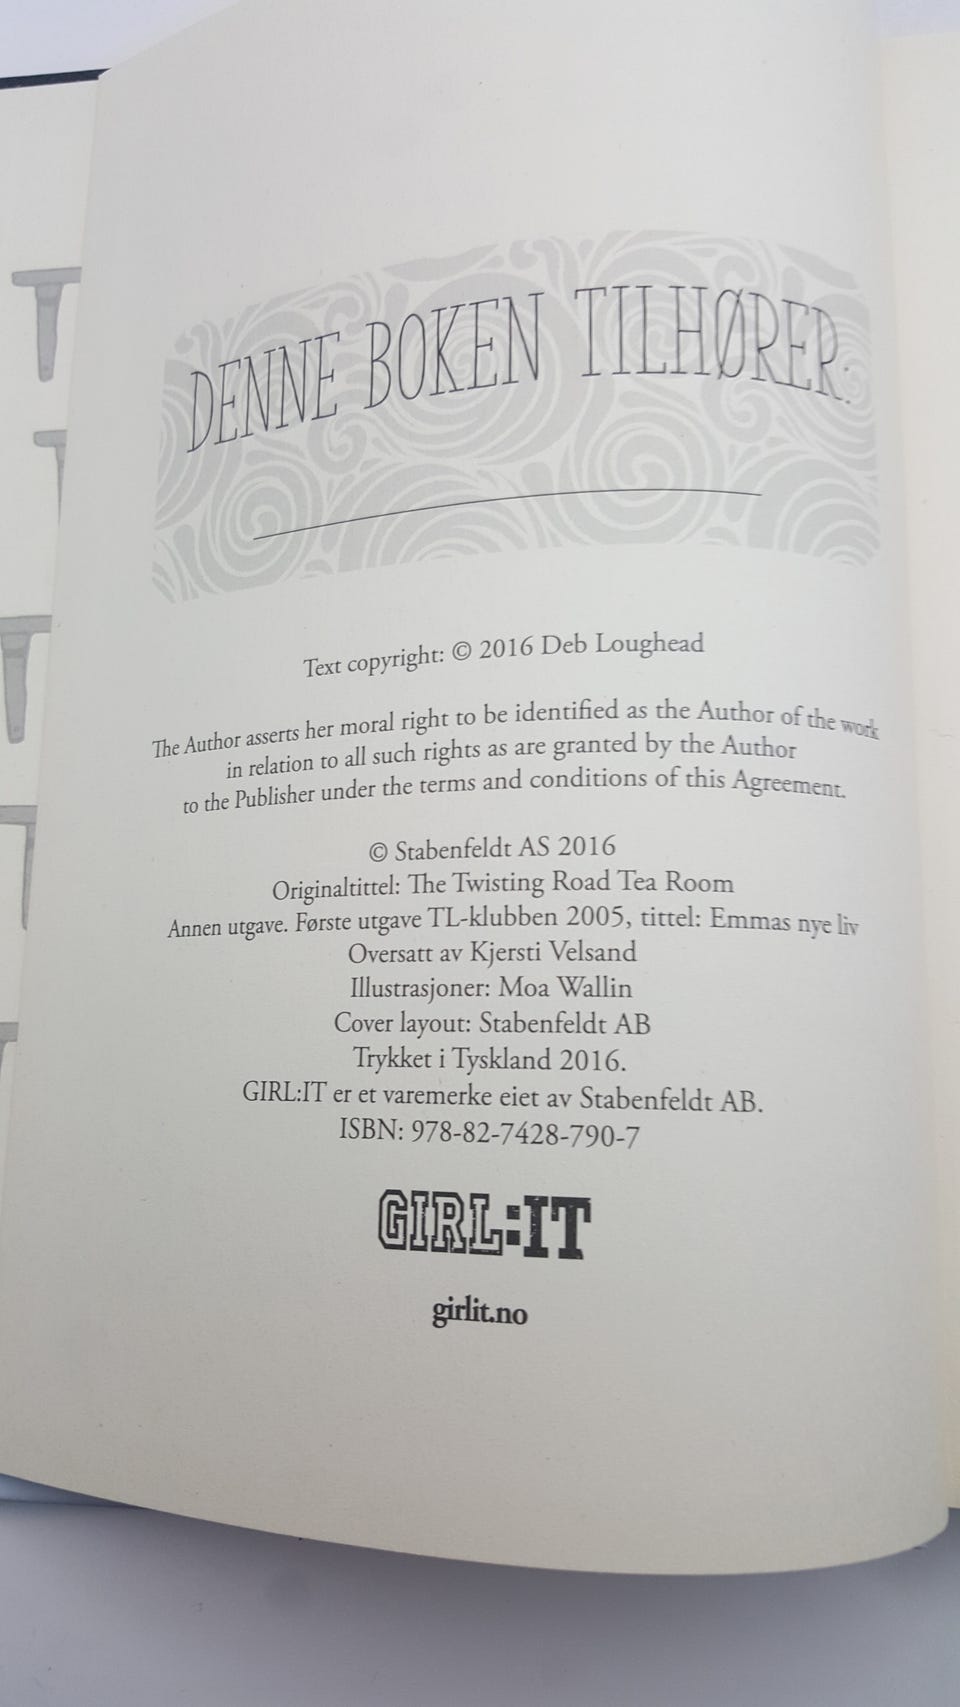 DENNE BOKEN TILHØRER:
Text copyright: © 2016 Deb Loughead
The Author asserts her moral right to be identified as the Author of the work
in relation to all such rights as are granted by the Author
to the Publisher under the terms and conditions of this Agreement.
© Stabenfeldt AS 2016
Originaltittel: The Twisting Road Tea Room
Annen utgave. Første utgave TL-klubben 2005, tittel: Emmas nye liv
Oversatt av Kjersti Velsand
Illustrasjoner: Moa Wallin
Cover layout: Stabenfeldt AB
Trykket i Tyskland 2016.
GIRL:IT er et varemerke eiet av Stabenfeldt AB.
ISBN: 978-82-7428-790-7
GIRL:IT
girlit.no